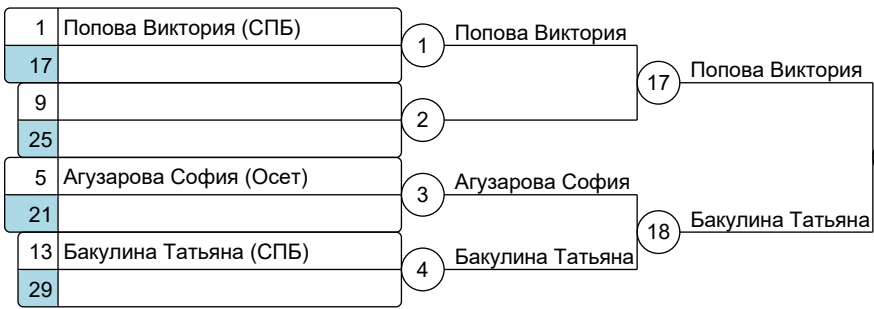 1 Попова Виктория (СПБ)
17
9
25
5 Агузарова София (Осет)
21
13 Бакулина Татьяна (СПБ)
29
1 Попова Виктория
2
3 Агузарова София
4 Бакулина Татьяна
17 Попова Виктория
18 Бакулина Татьяна